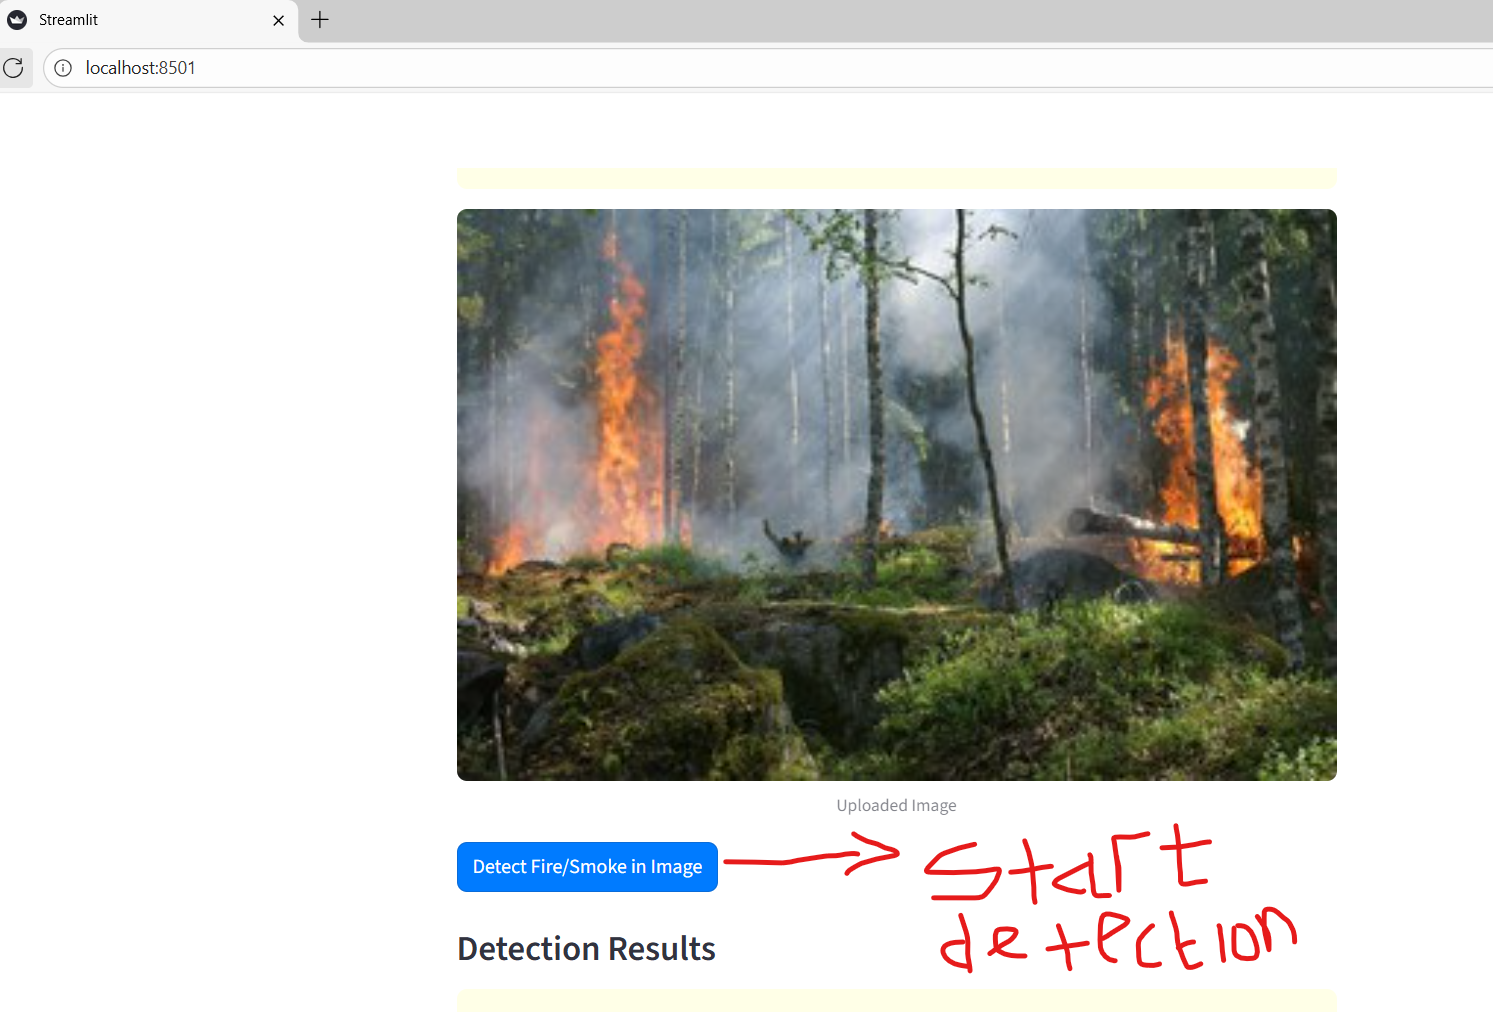 Streamlit
localhost:8501
Uploaded Image
Detect Fire/Smoke in Image
start
detection
Detection Results